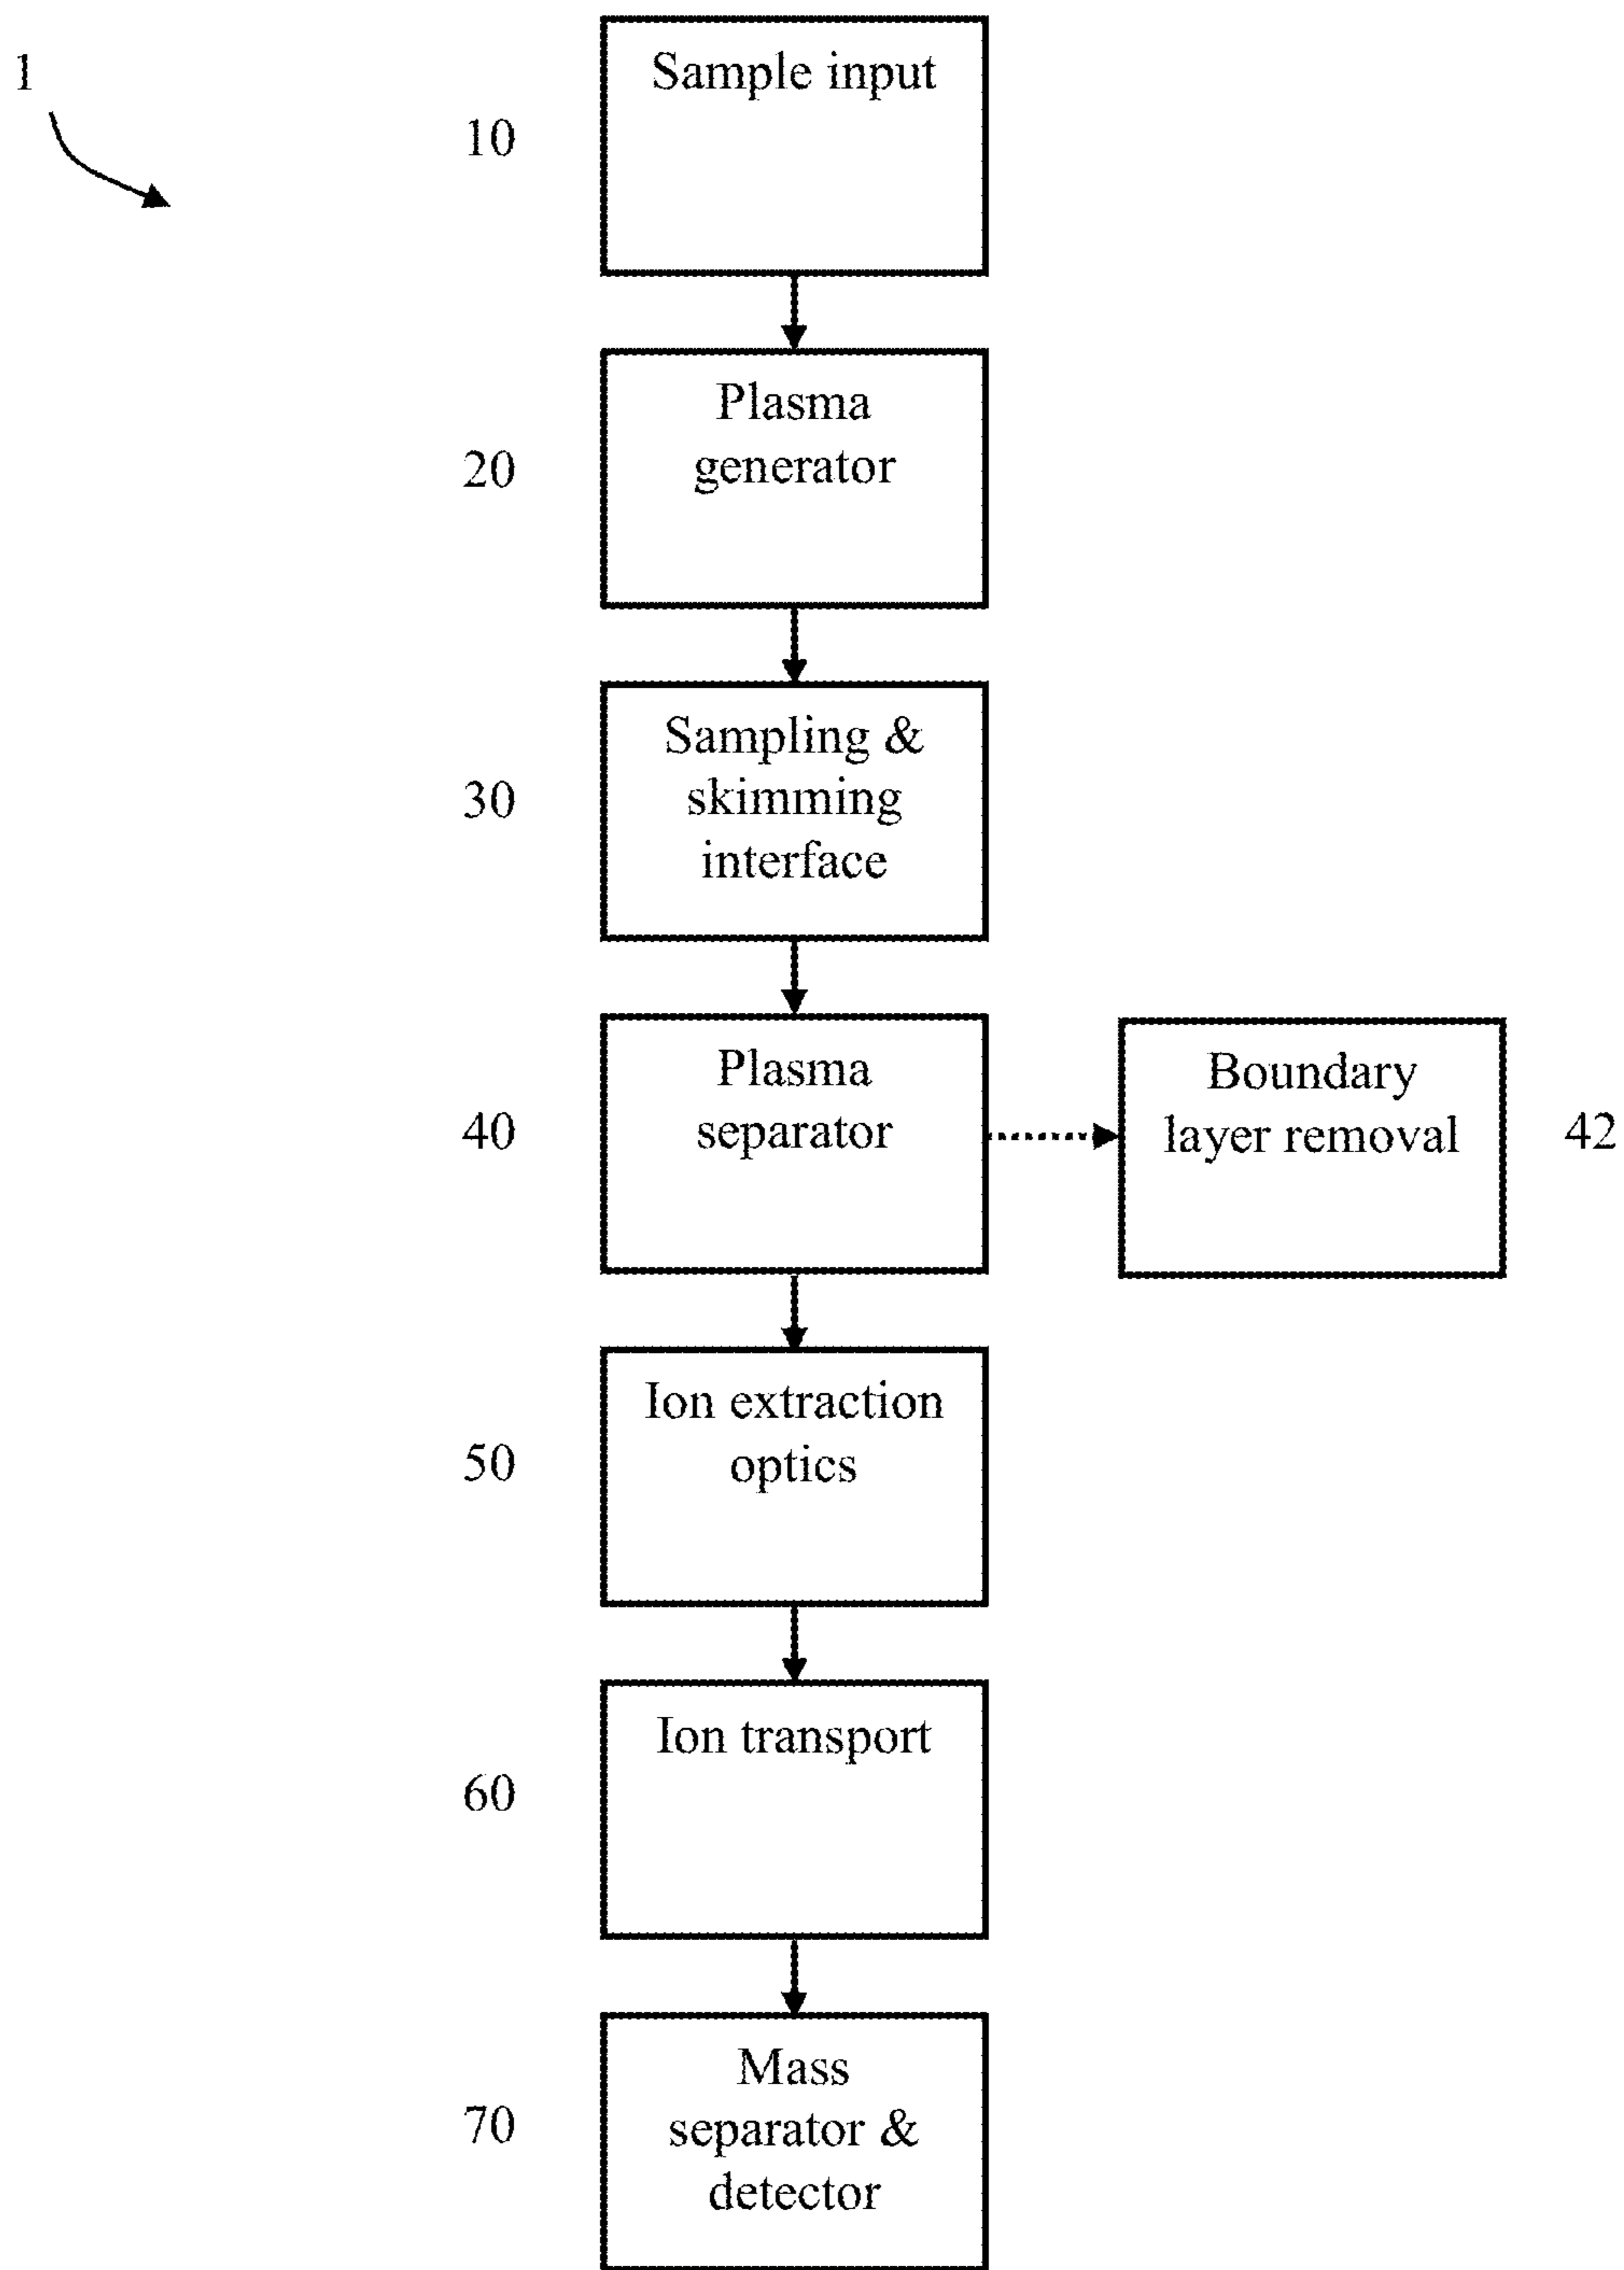 1
Sample input
10
Plasma
generator
20
Sampling &
skimming
interface
30
Plasma
separator
40
Boundary
layer removal
42
Ion extraction
optics
50
Ion transport
60
Mass
separator &
detector
70